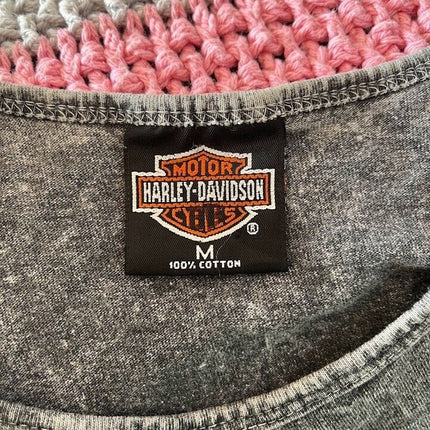 MOTOR
HARLEY-DAVIDSON
CYCLES
®
M
100% COTTON